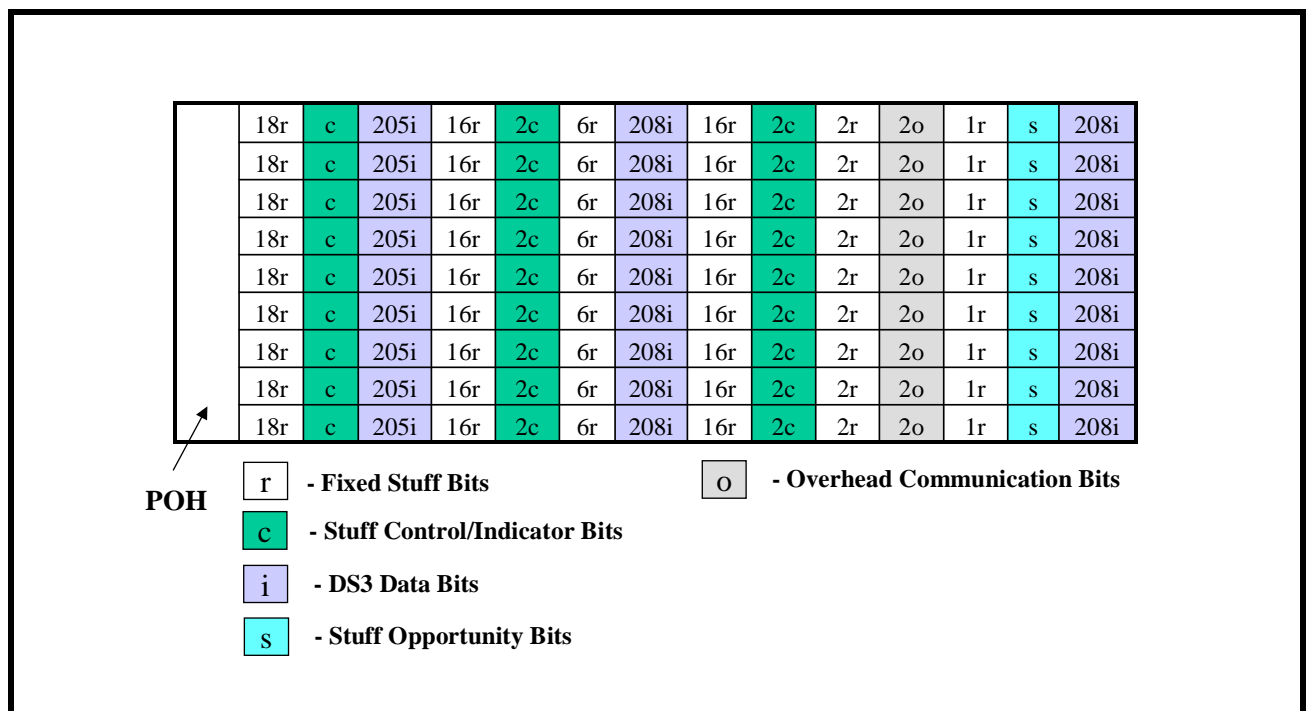 18r c 205i 16r 2c 6r 208i 16r 2c 2r 2o 1r s 208i
18r c 205i 16r 2c 6r 208i 16r 2c 2r 2o 1r s 208i
18r c 205i 16r 2c 6r 208i 16r 2c 2r 2o 1r s 208i
18r c 205i 16r 2c 6r 208i 16r 2c 2r 2o 1r s 208i
18r c 205i 16r 2c 6r 208i 16r 2c 2r 2o 1r s 208i
18r c 205i 16r 2c 6r 208i 16r 2c 2r 2o 1r s 208i
18r c 205i 16r 2c 6r 208i 16r 2c 2r 2o 1r s 208i
18r c 205i 16r 2c 6r 208i 16r 2c 2r 2o 1r s 208i
18r c 205i 16r 2c 6r 208i 16r 2c 2r 2o 1r s 208i
POH
r - Fixed Stuff Bits
o - Overhead Communication Bits
c - Stuff Control/Indicator Bits
i - DS3 Data Bits
s - Stuff Opportunity Bits